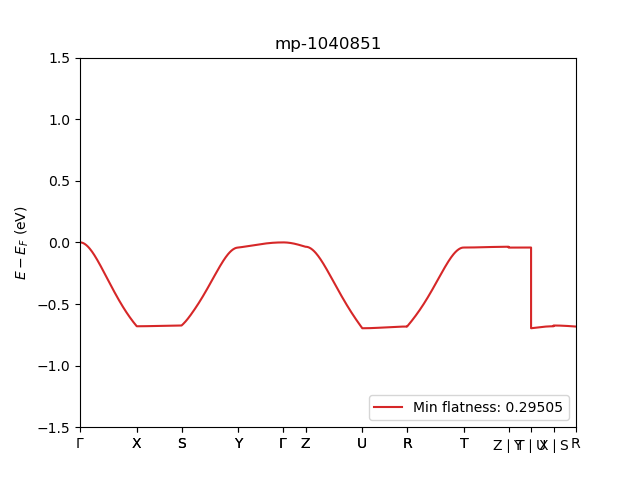 mp-1040851
E − E_F (eV)
1.5
1.0
0.5
0.0
−0.5
−1.0
−1.5
Min flatness: 0.29505
Γ X S Y Γ Z U R T Z | Y T | U X | S R